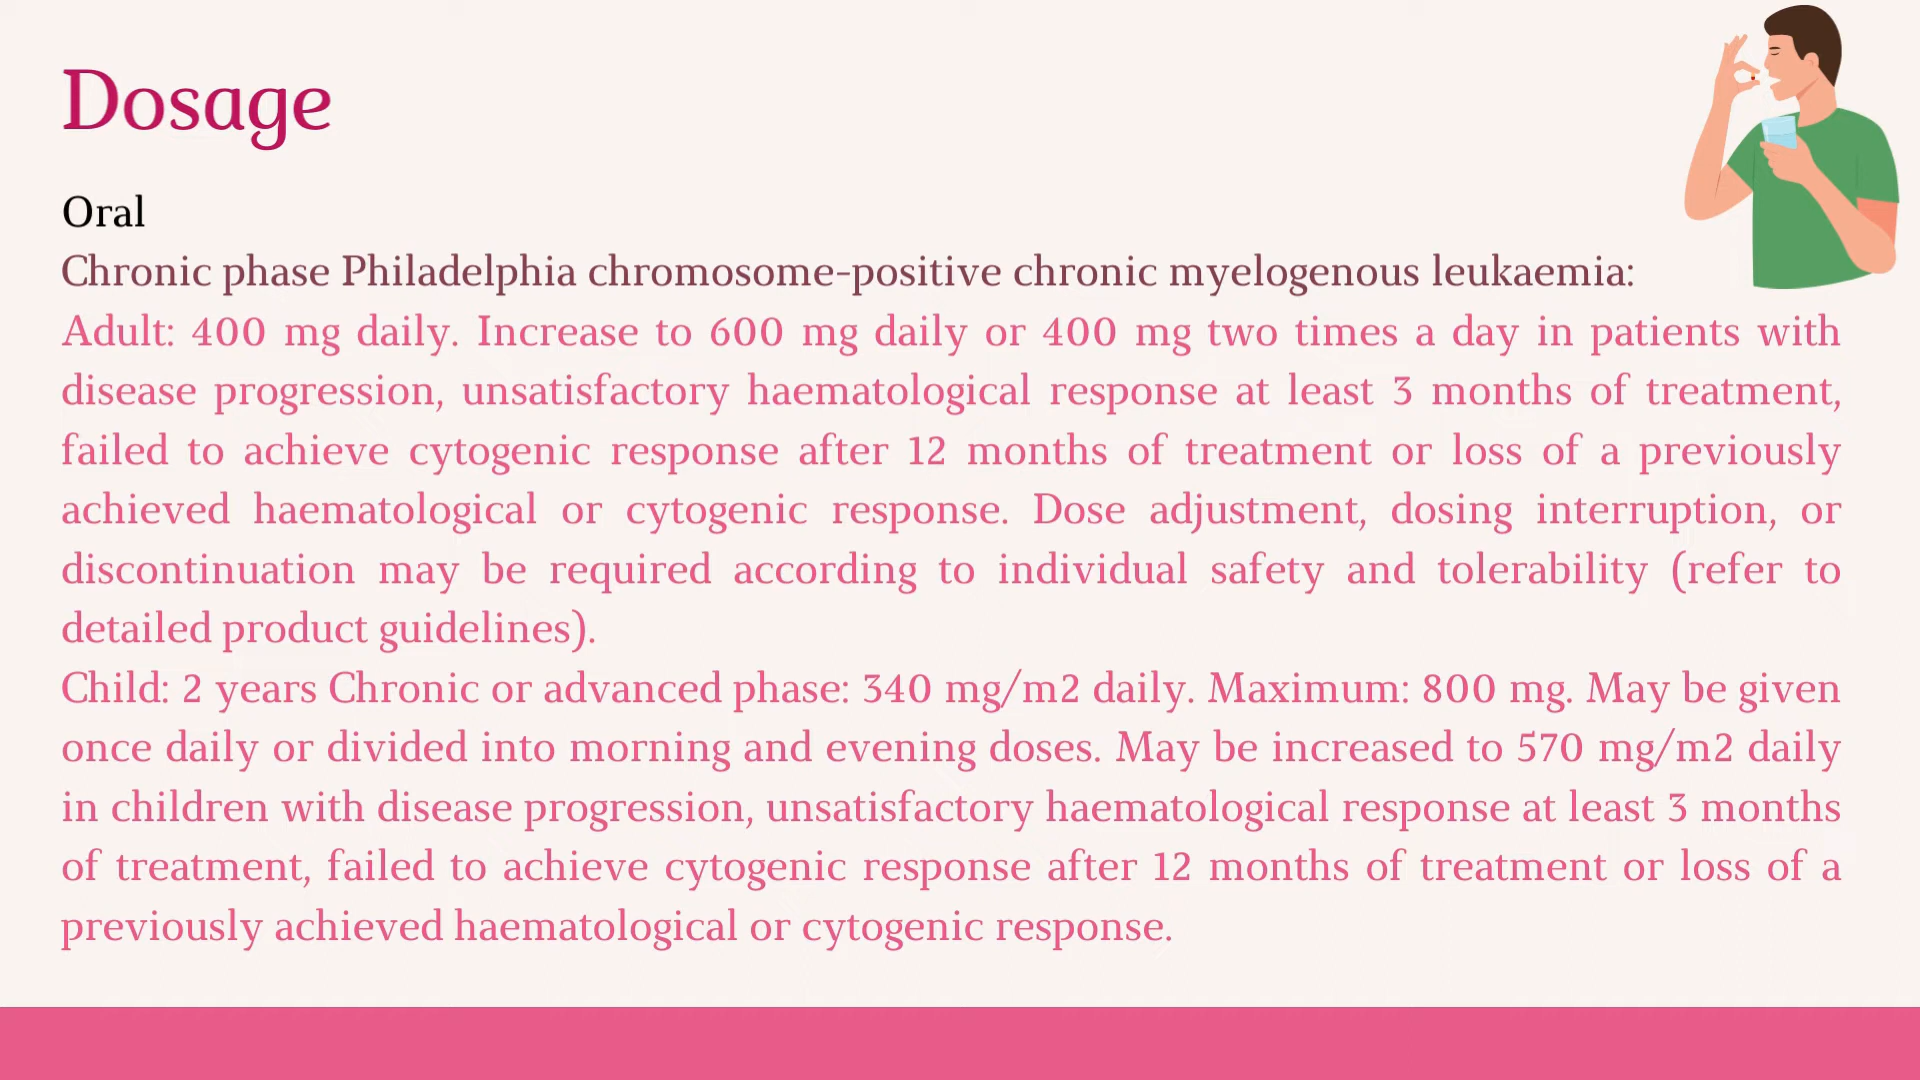 Dosage
Oral
Chronic phase Philadelphia chromosome-positive chronic myelogenous leukaemia:
Adult: 400 mg daily. Increase to 600 mg daily or 400 mg two times a day in patients with
disease progression, unsatisfactory haematological response at least 3 months of treatment,
failed to achieve cytogenic response after 12 months of treatment or loss of a previously
achieved haematological or cytogenic response. Dose adjustment, dosing interruption, or
discontinuation may be required according to individual safety and tolerability (refer to
detailed product guidelines).
Child: 2 years Chronic or advanced phase: 340 mg/m2 daily. Maximum: 800 mg. May be given
once daily or divided into morning and evening doses. May be increased to 570 mg/m2 daily
in children with disease progression, unsatisfactory haematological response at least 3 months
of treatment, failed to achieve cytogenic response after 12 months of treatment or loss of a
previously achieved haematological or cytogenic response.